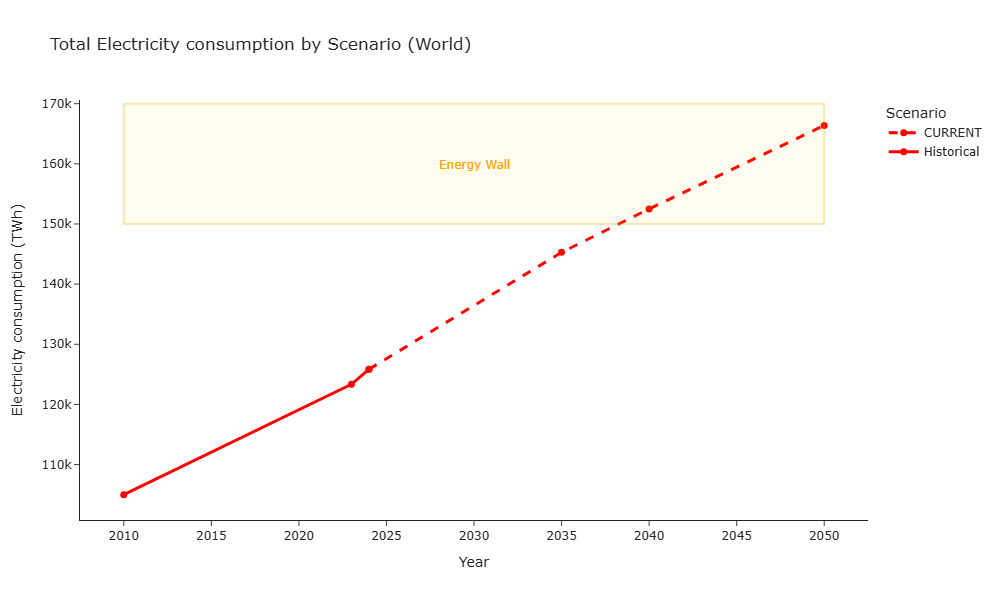 Total Electricity consumption by Scenario (World)
170k
160k
150k
140k
130k
120k
110k
Electricity consumption (TWh)
Energy Wall
Scenario
CURRENT
Historical
2010
2015
2020
2025
2030
2035
2040
2045
2050
Year